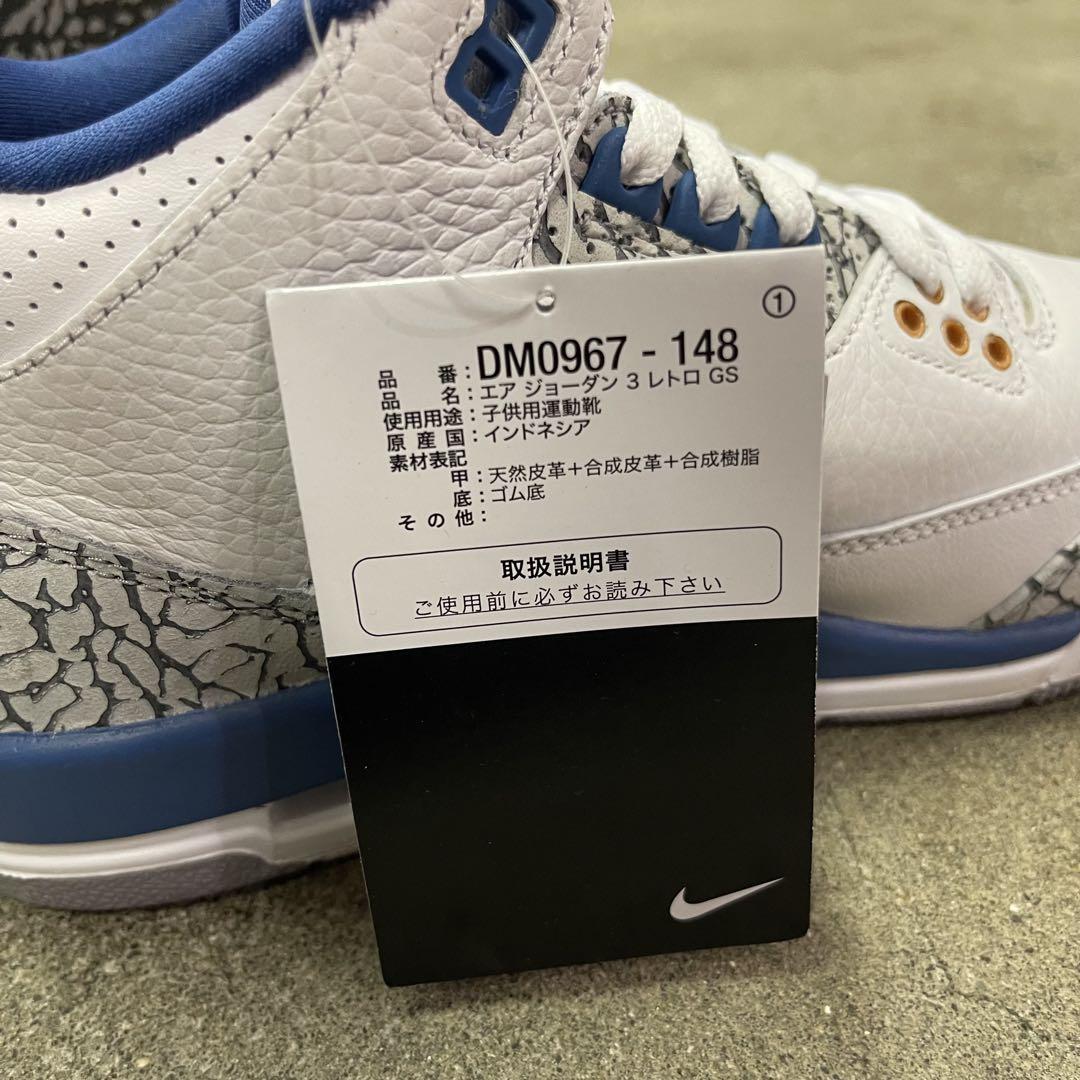 ①
品番:DM0967 - 148
品名:エア ジョーダン 3 レトロ GS
使用用途:子供用運動靴
原産国:インドネシア
素材表記
甲:天然皮革+合成皮革+合成樹脂
底:ゴム底
その他:
取扱説明書
ご使用前に必ずお読み下さい